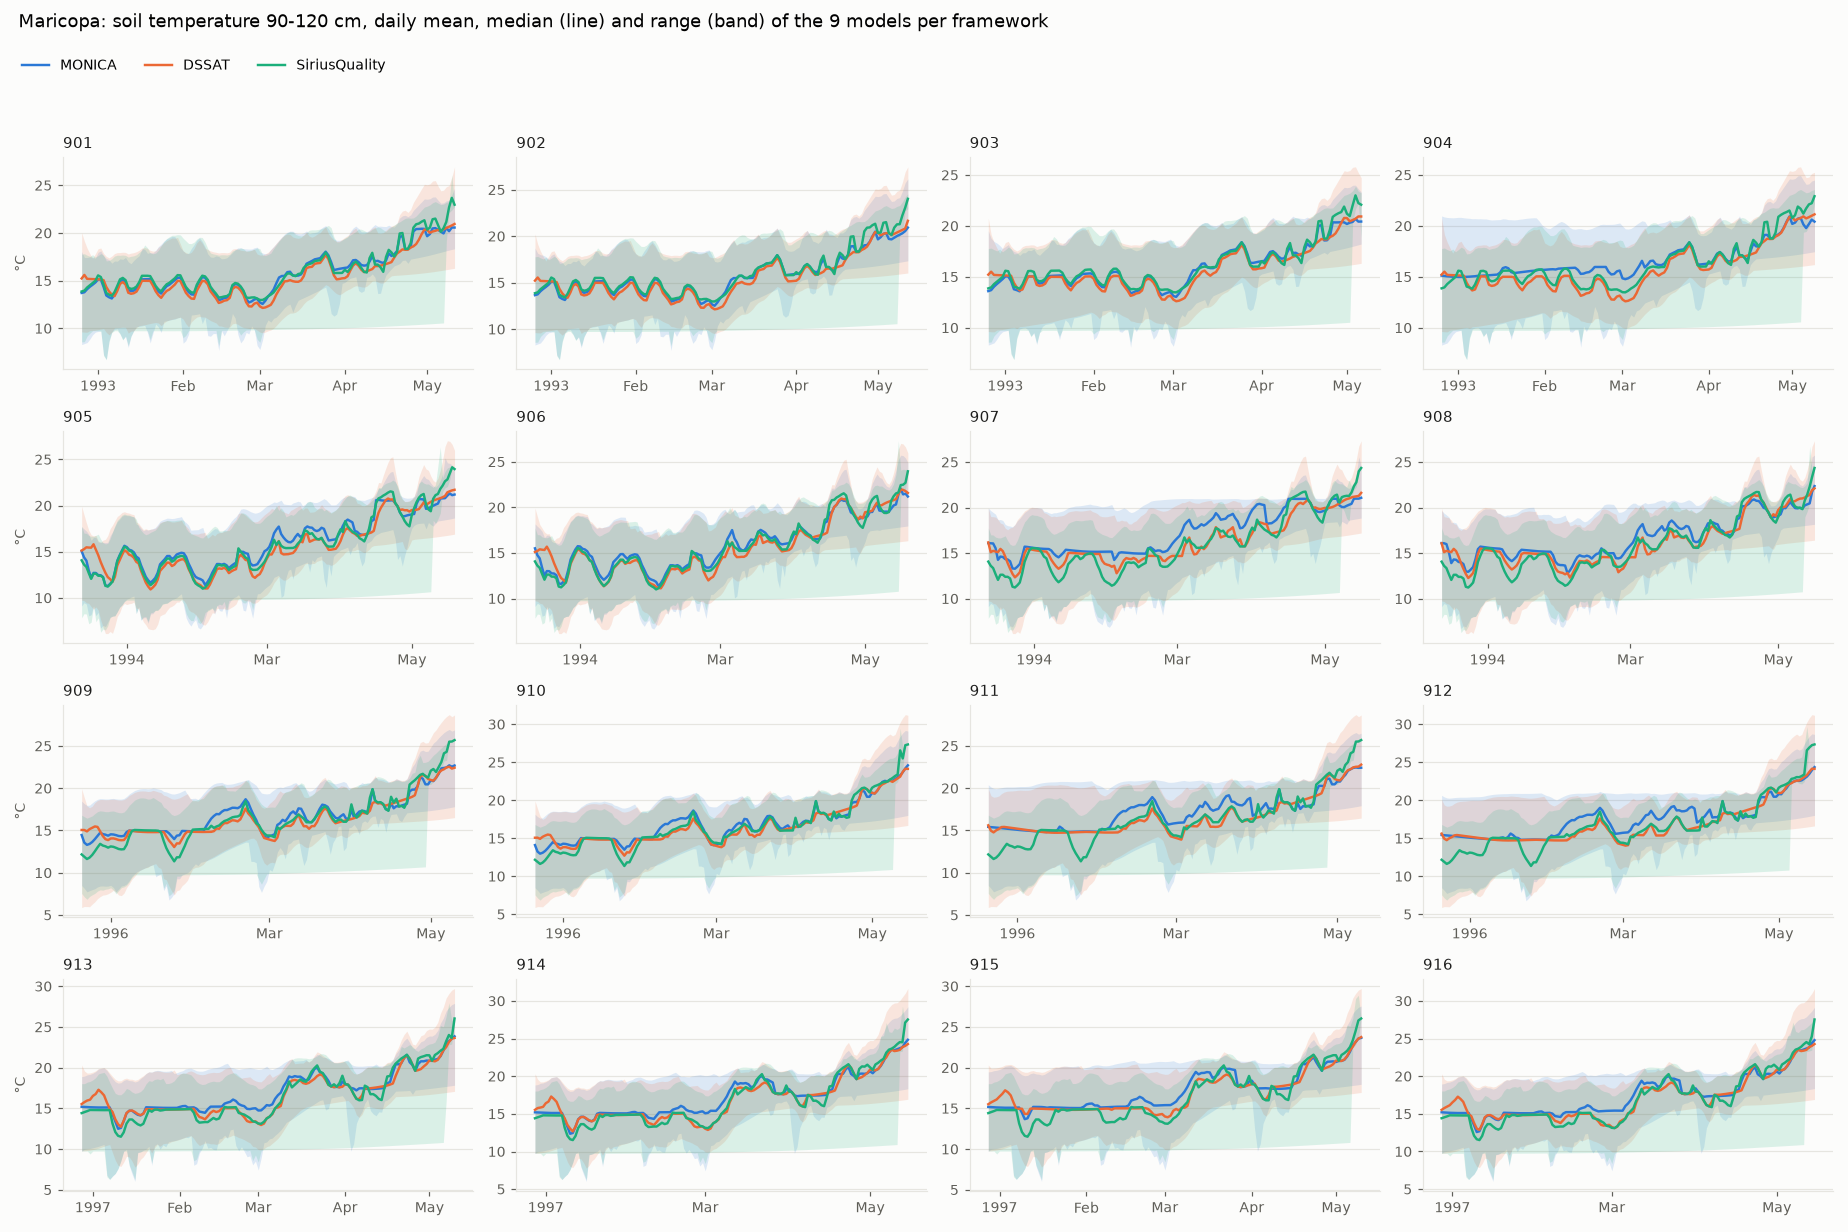 Maricopa: soil temperature 90-120 cm, daily mean, median (line) and range (band) of the 9 models per framework
MONICA DSSAT SiriusQuality
901 902 903 904
°C
25 20 15 10
25 20 15 10
25 20 15 10
25 20 15 10
1993 Feb Mar Apr May
1993 Feb Mar Apr May
1993 Feb Mar Apr May
1993 Feb Mar Apr May
905 906 907 908
°C
25 20 15 10
25 20 15 10
25 20 15 10
25 20 15 10
1994 Mar May
1994 Mar May
1994 Mar May
1994 Mar May
909 910 911 912
°C
25 20 15 10 5
30 25 20 15 10 5
25 20 15 10 5
30 25 20 15 10 5
1996 Mar May
1996 Mar May
1996 Mar May
1996 Mar May
913 914 915 916
°C
30 25 20 15 10 5
30 25 20 15 10 5
30 25 20 15 10 5
30 25 20 15 10 5
1997 Feb Mar Apr May
1997 Mar May
1997 Feb Mar Apr May
1997 Mar May